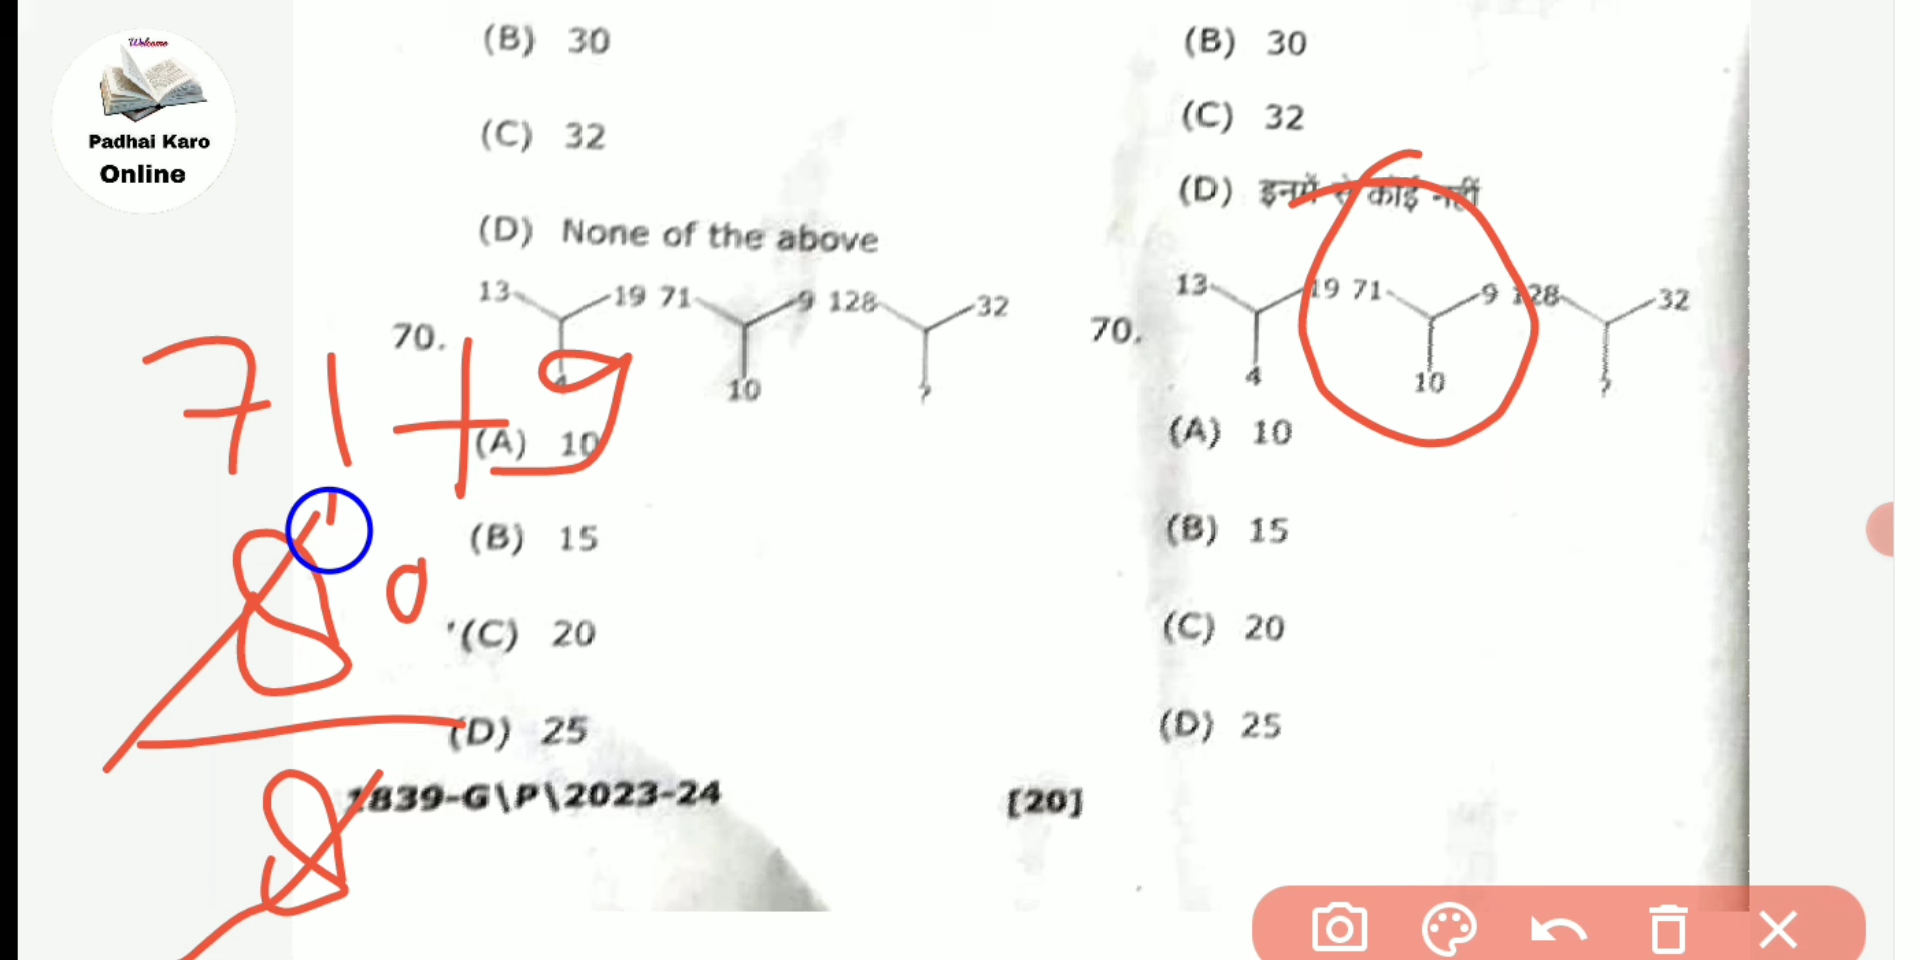 Welcome
Padhai Karo
Online
(B) 30
(C) 32
(D) None of the above
70.
13 19 71 9 128 32
4 10 ?
(A) 10
(B) 15
(C) 20
(D) 25
1839-G\P\2023-24
[20]
(B) 30
(C) 32
(D) इनमें से कोई नहीं
70.
13 19 71 9 128 32
4 10 ?
(A) 10
(B) 15
(C) 20
(D) 25
71+9
80
8